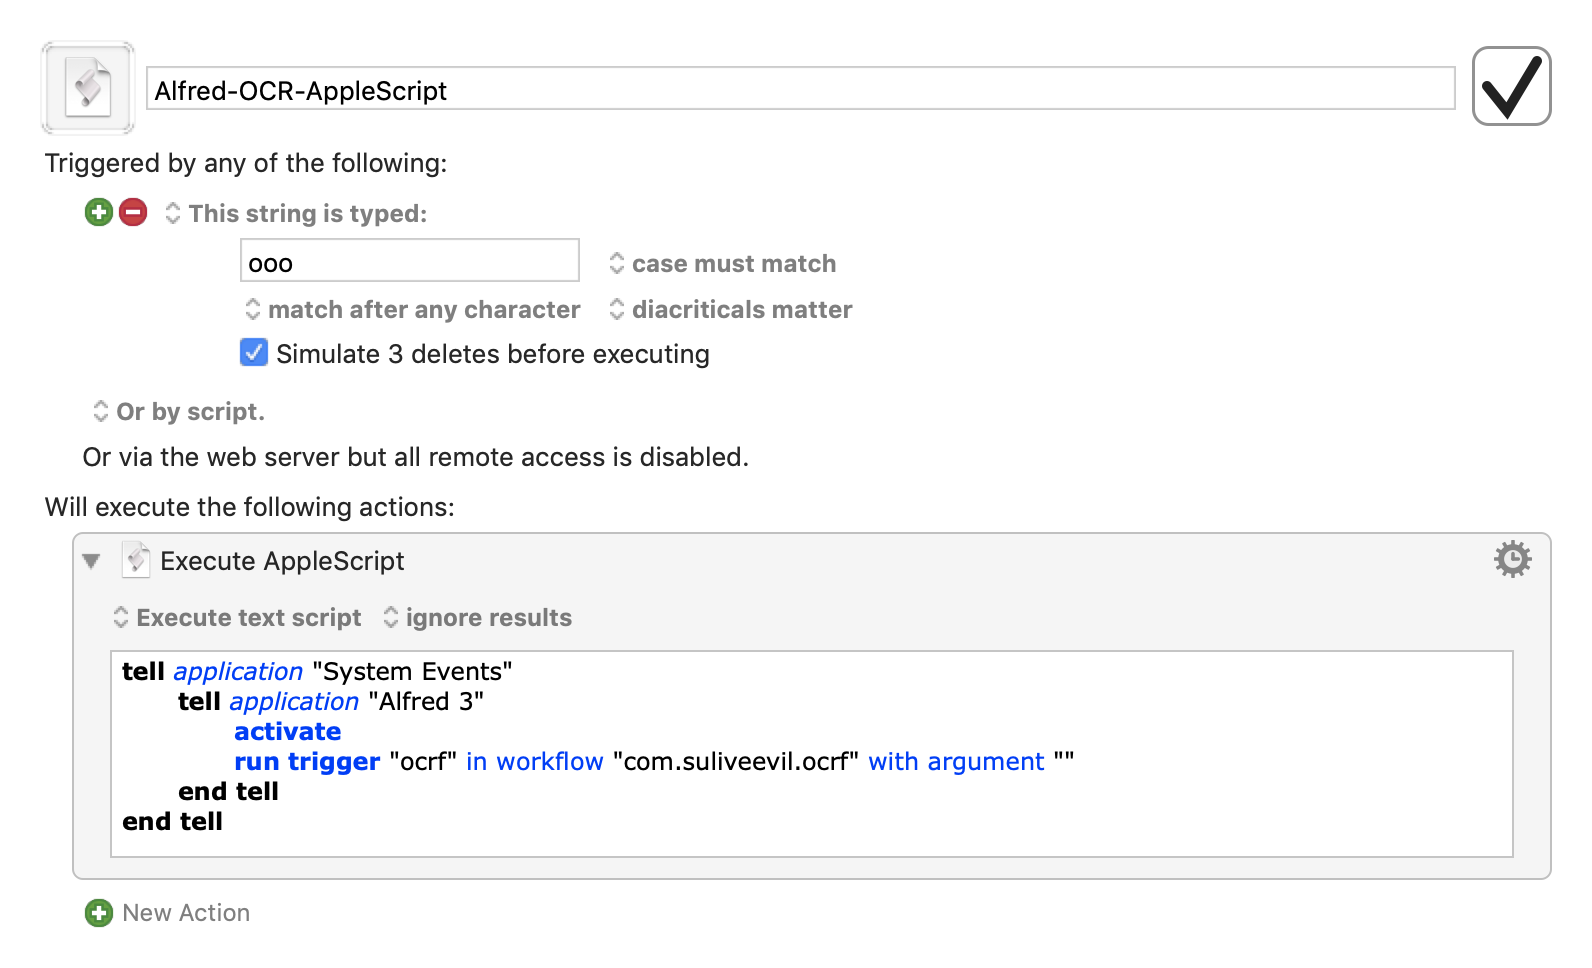 Alfred-OCR-AppleScript
Triggered by any of the following:
This string is typed:
ooo case must match
match after any character diacriticals matter
Simulate 3 deletes before executing
Or by script.
Or via the web server but all remote access is disabled.
Will execute the following actions:
Execute AppleScript
Execute text script ignore results
tell application "System Events"
tell application "Alfred 3"
activate
run trigger "ocrf" in workflow "com.suliveevil.ocrf" with argument ""
end tell
end tell
New Action